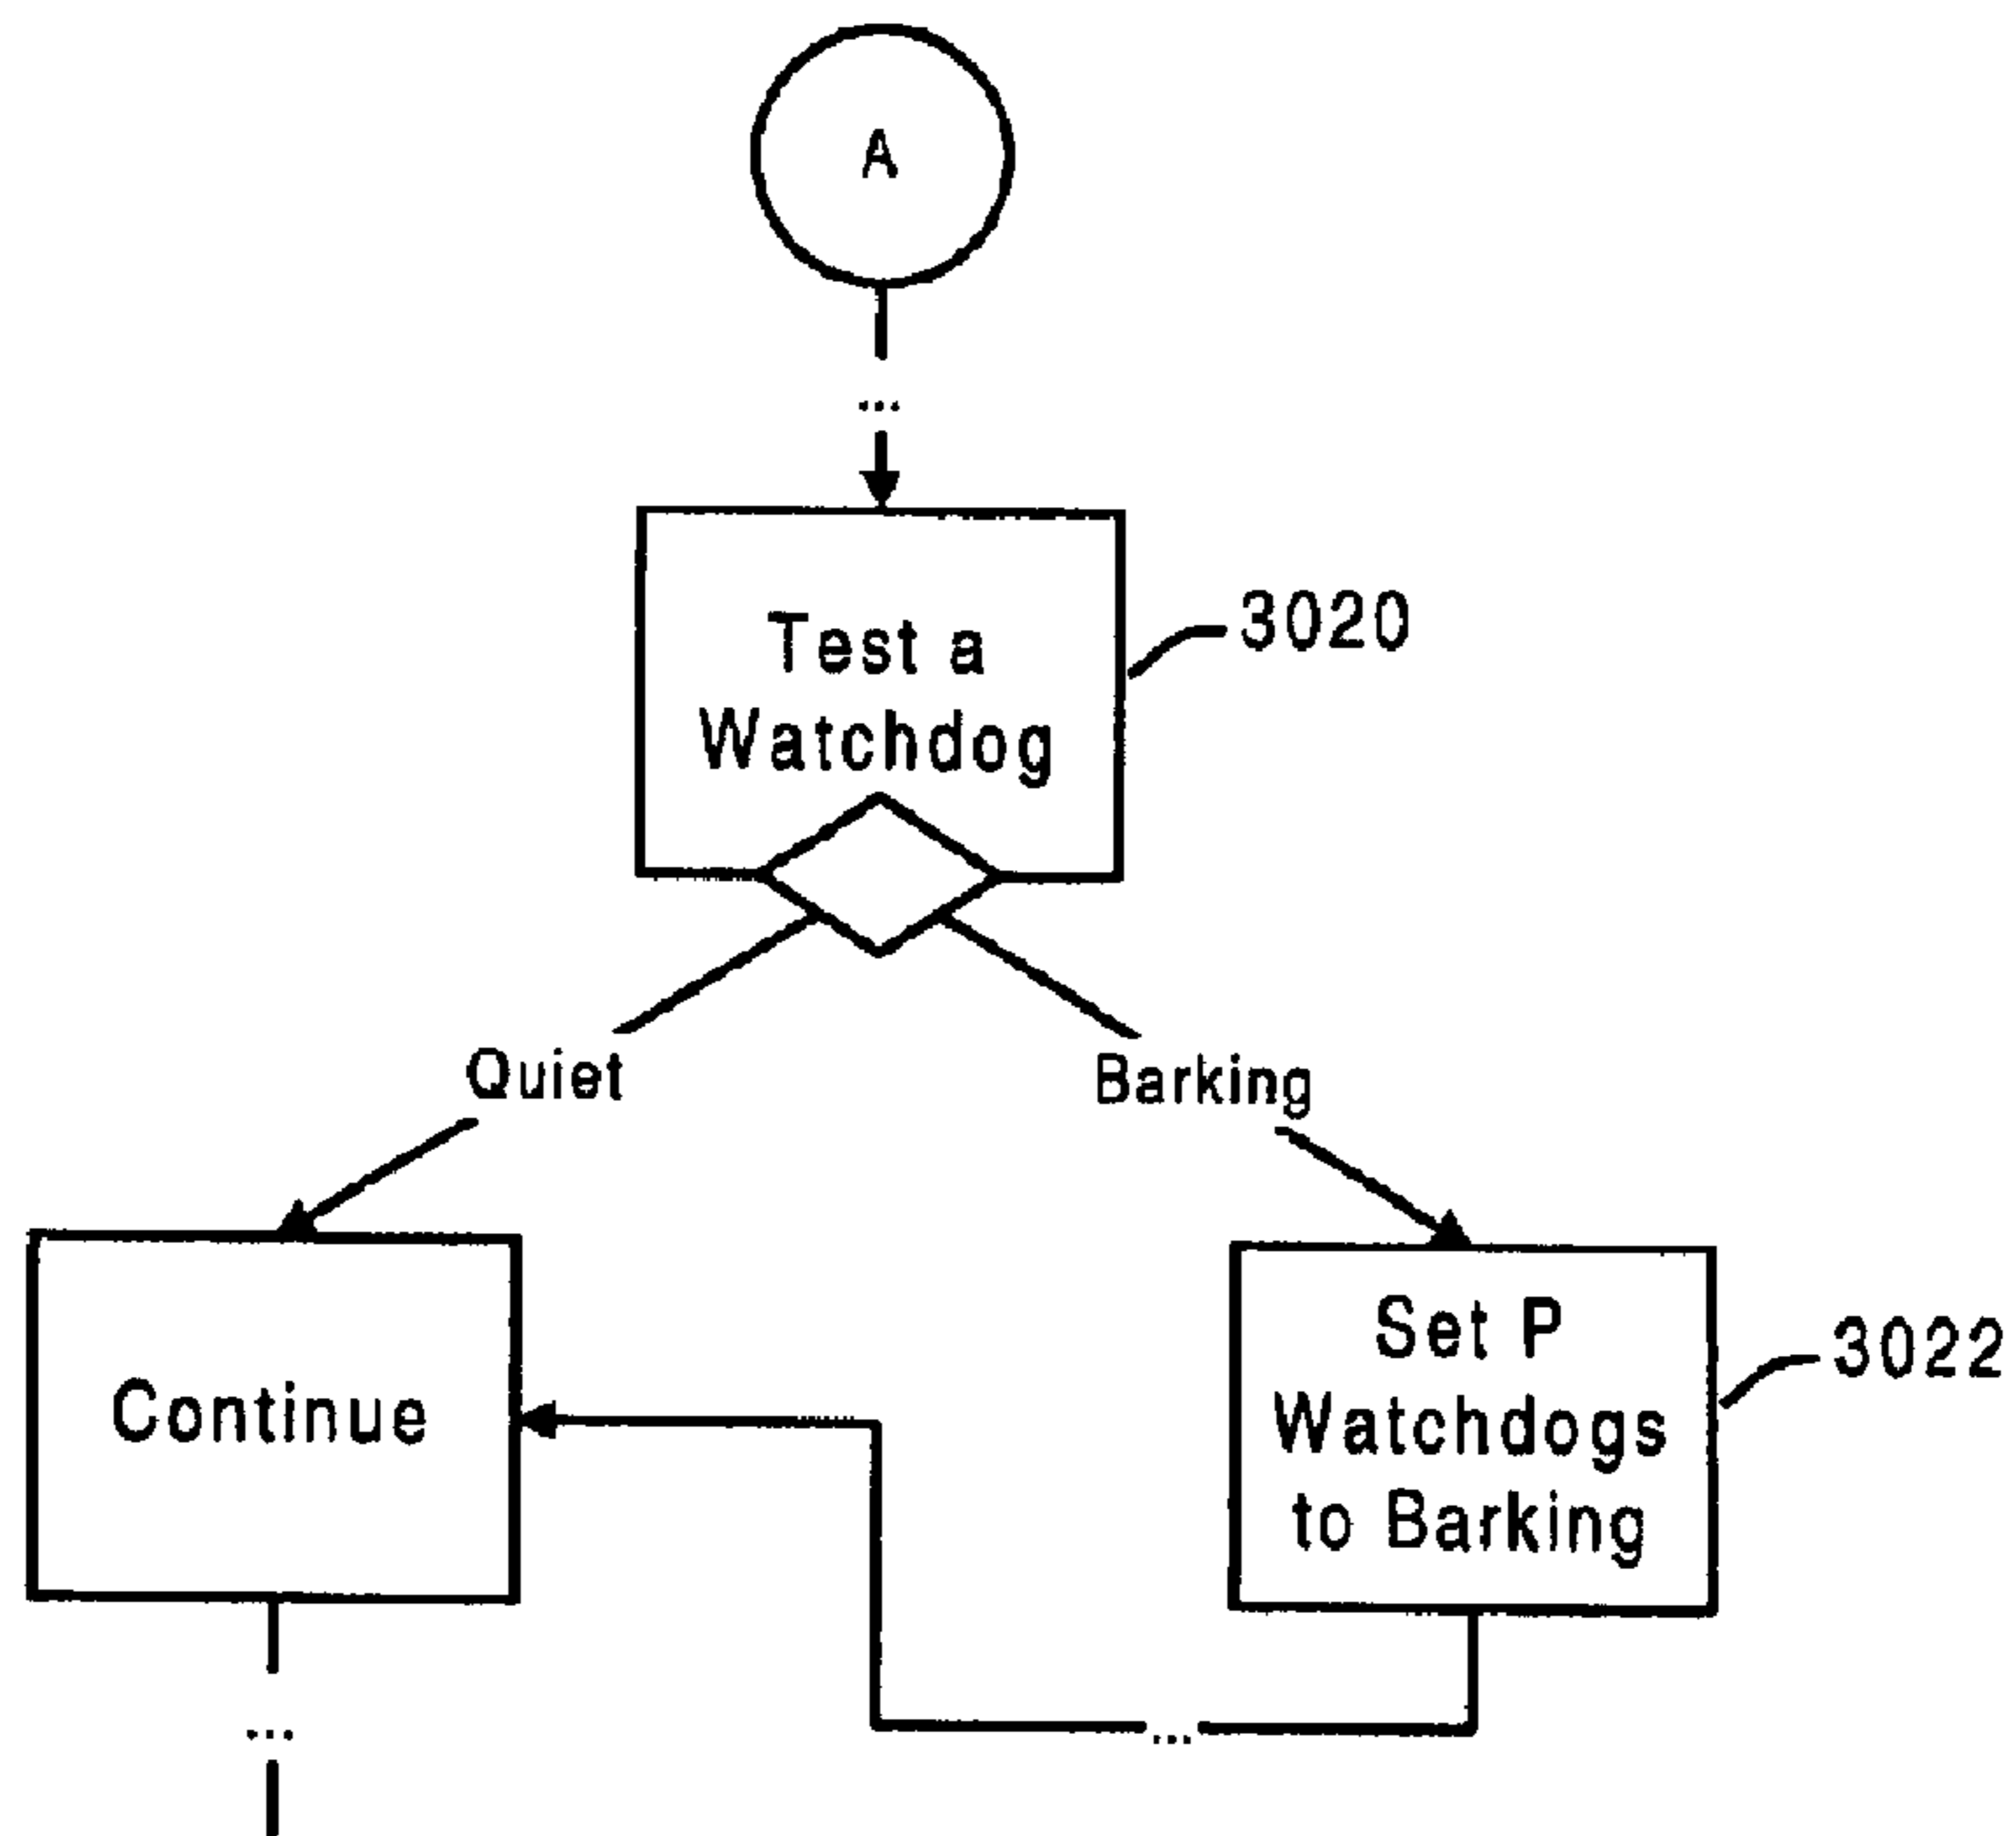 A
...
Test a
Watchdog
3020
Quiet
Barking
Continue
Set P
Watchdogs
to Barking
3022
...
...